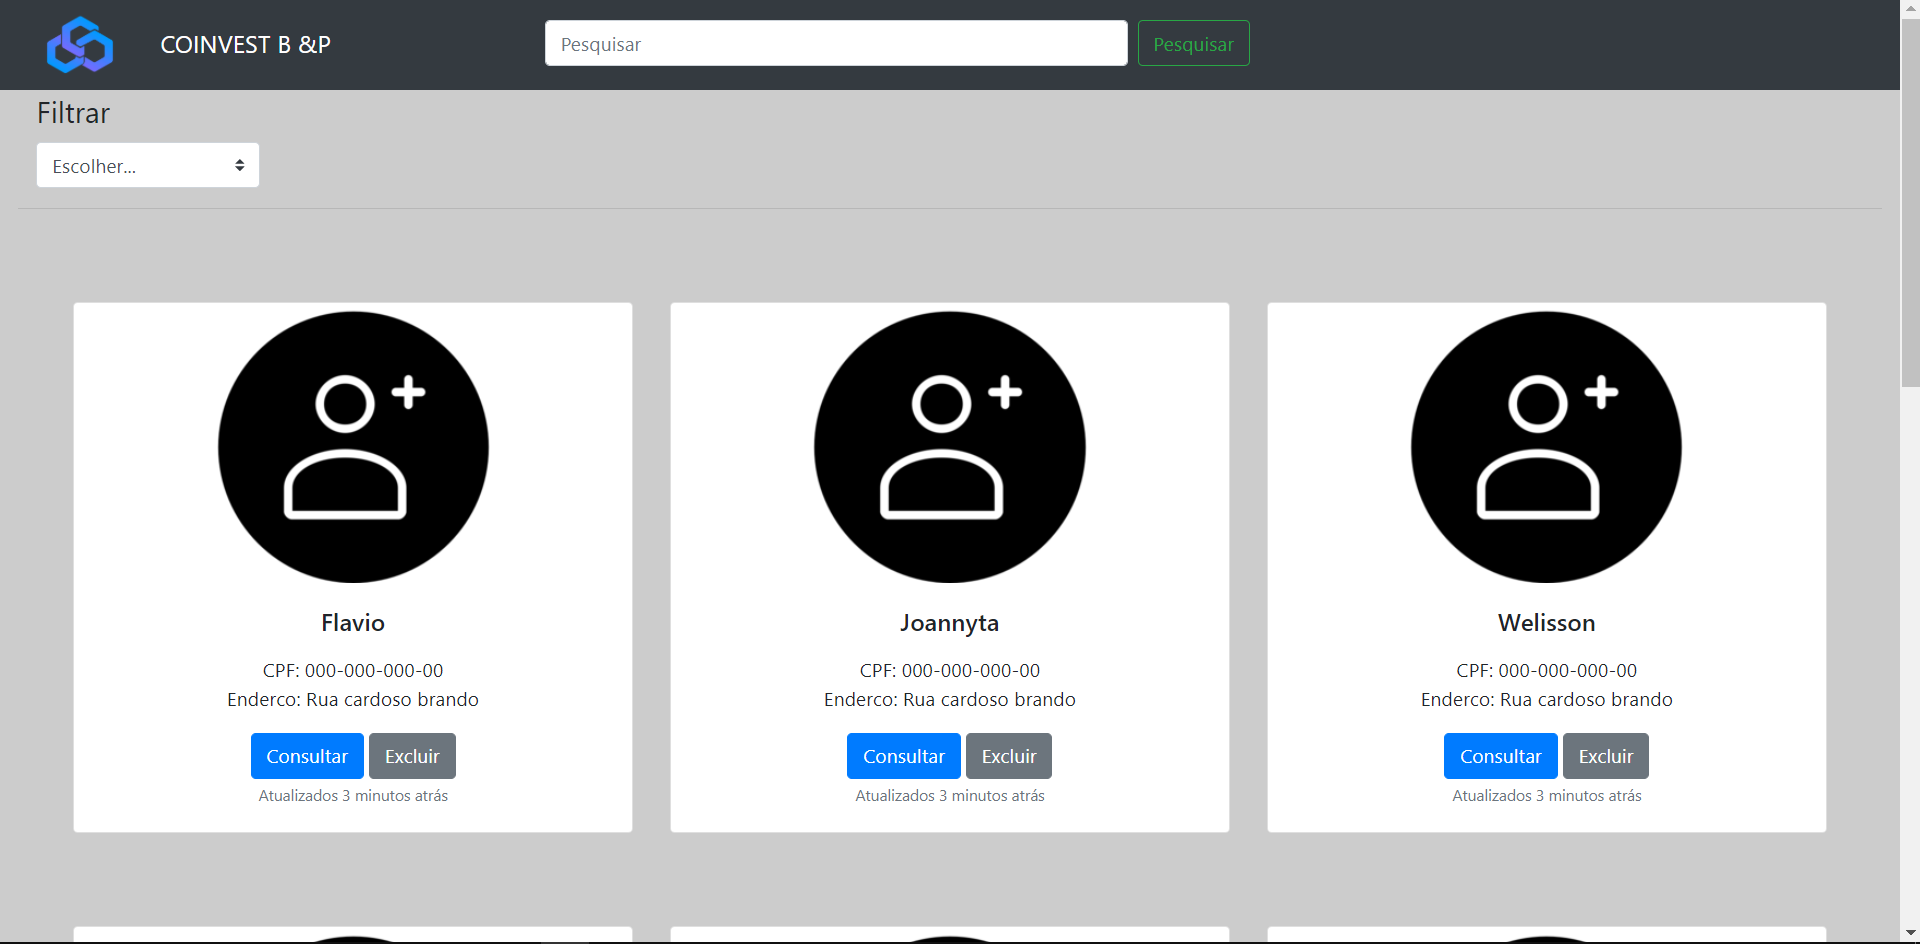 COINVEST B &P
Pesquisar
Pesquisar
Filtrar
Escolher...
Flavio
CPF: 000-000-000-00
Enderco: Rua cardoso brando
Consultar
Excluir
Atualizados 3 minutos atrás
Joannyta
CPF: 000-000-000-00
Enderco: Rua cardoso brando
Consultar
Excluir
Atualizados 3 minutos atrás
Welisson
CPF: 000-000-000-00
Enderco: Rua cardoso brando
Consultar
Excluir
Atualizados 3 minutos atrás